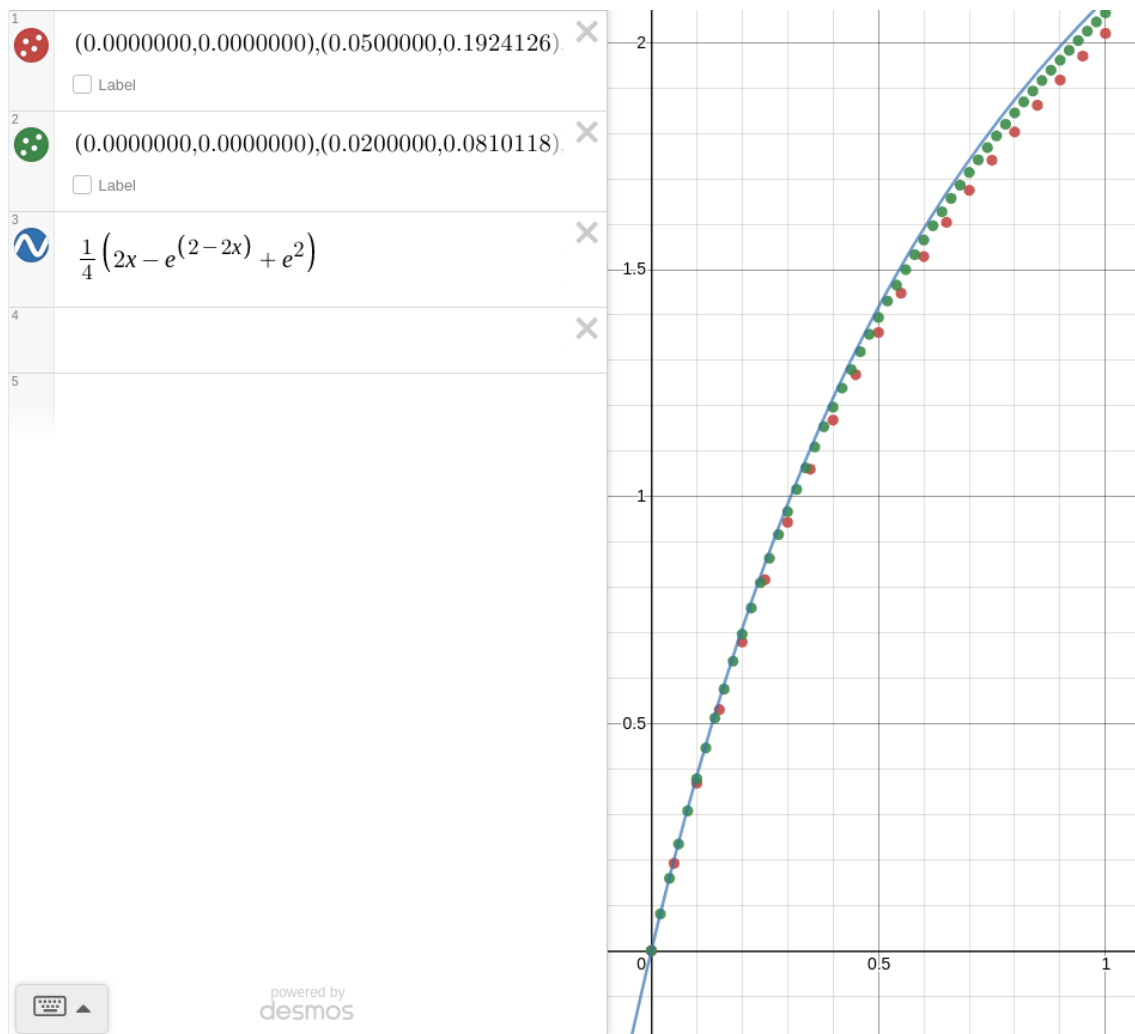 1
(0.0000000,0.0000000),(0.0500000,0.1924126),
Label
2
(0.0000000,0.0000000),(0.0200000,0.0810118),
Label
3
1/4 (2x − e^(2−2x) + e^2)
4
5
powered by
desmos
2
1.5
1
0.5
0
0.5
1